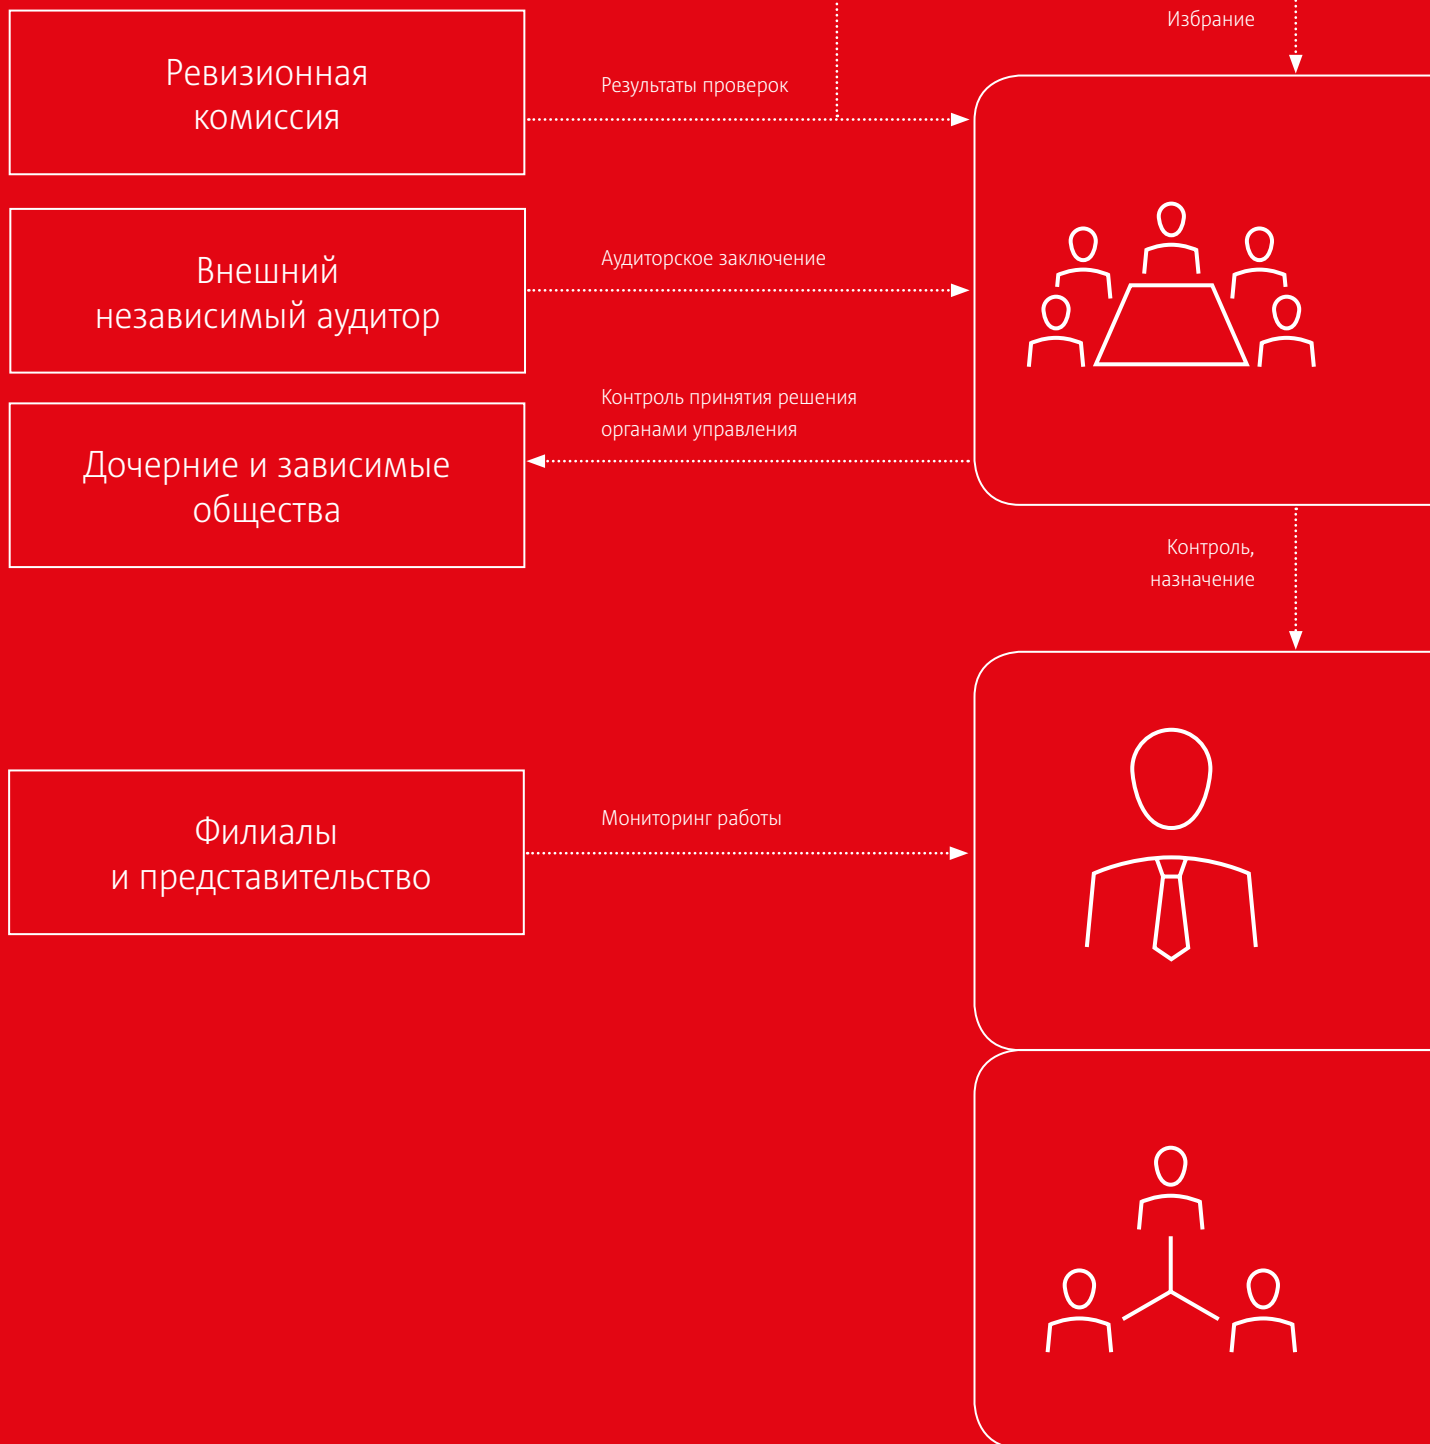 Избрание
Ревизионная
комиссия
Результаты проверок
Внешний
независимый аудитор
Аудиторское заключение
Контроль принятия решения
органами управления
Дочерние и зависимые
общества
Контроль,
назначение
Филиалы
и представительство
Мониторинг работы